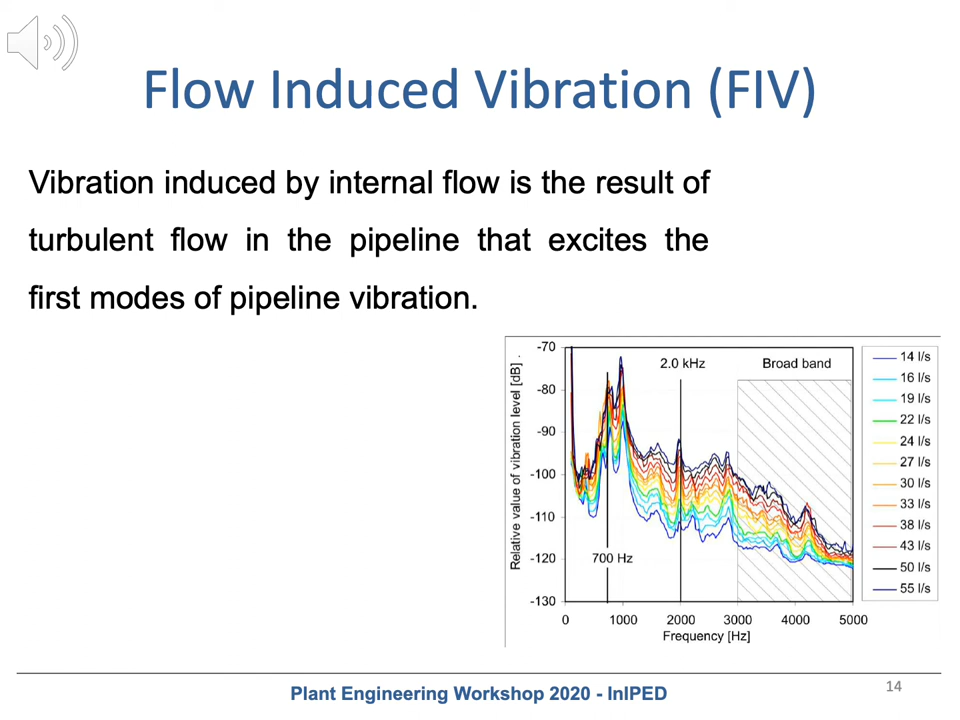 Flow Induced Vibration (FIV)
Vibration induced by internal flow is the result of
turbulent flow in the pipeline that excites the
first modes of pipeline vibration.
Relative value of vibration level [dB] .
-70
-80
-90
-100
-110
-120
-130
2.0 kHz
Broad band
700 Hz
0
1000
2000
3000
4000
5000
Frequency [Hz]
14 l/s
16 l/s
19 l/s
22 l/s
24 l/s
27 l/s
30 l/s
33 l/s
38 l/s
43 l/s
50 l/s
55 l/s
Plant Engineering Workshop 2020 - InIPED
14